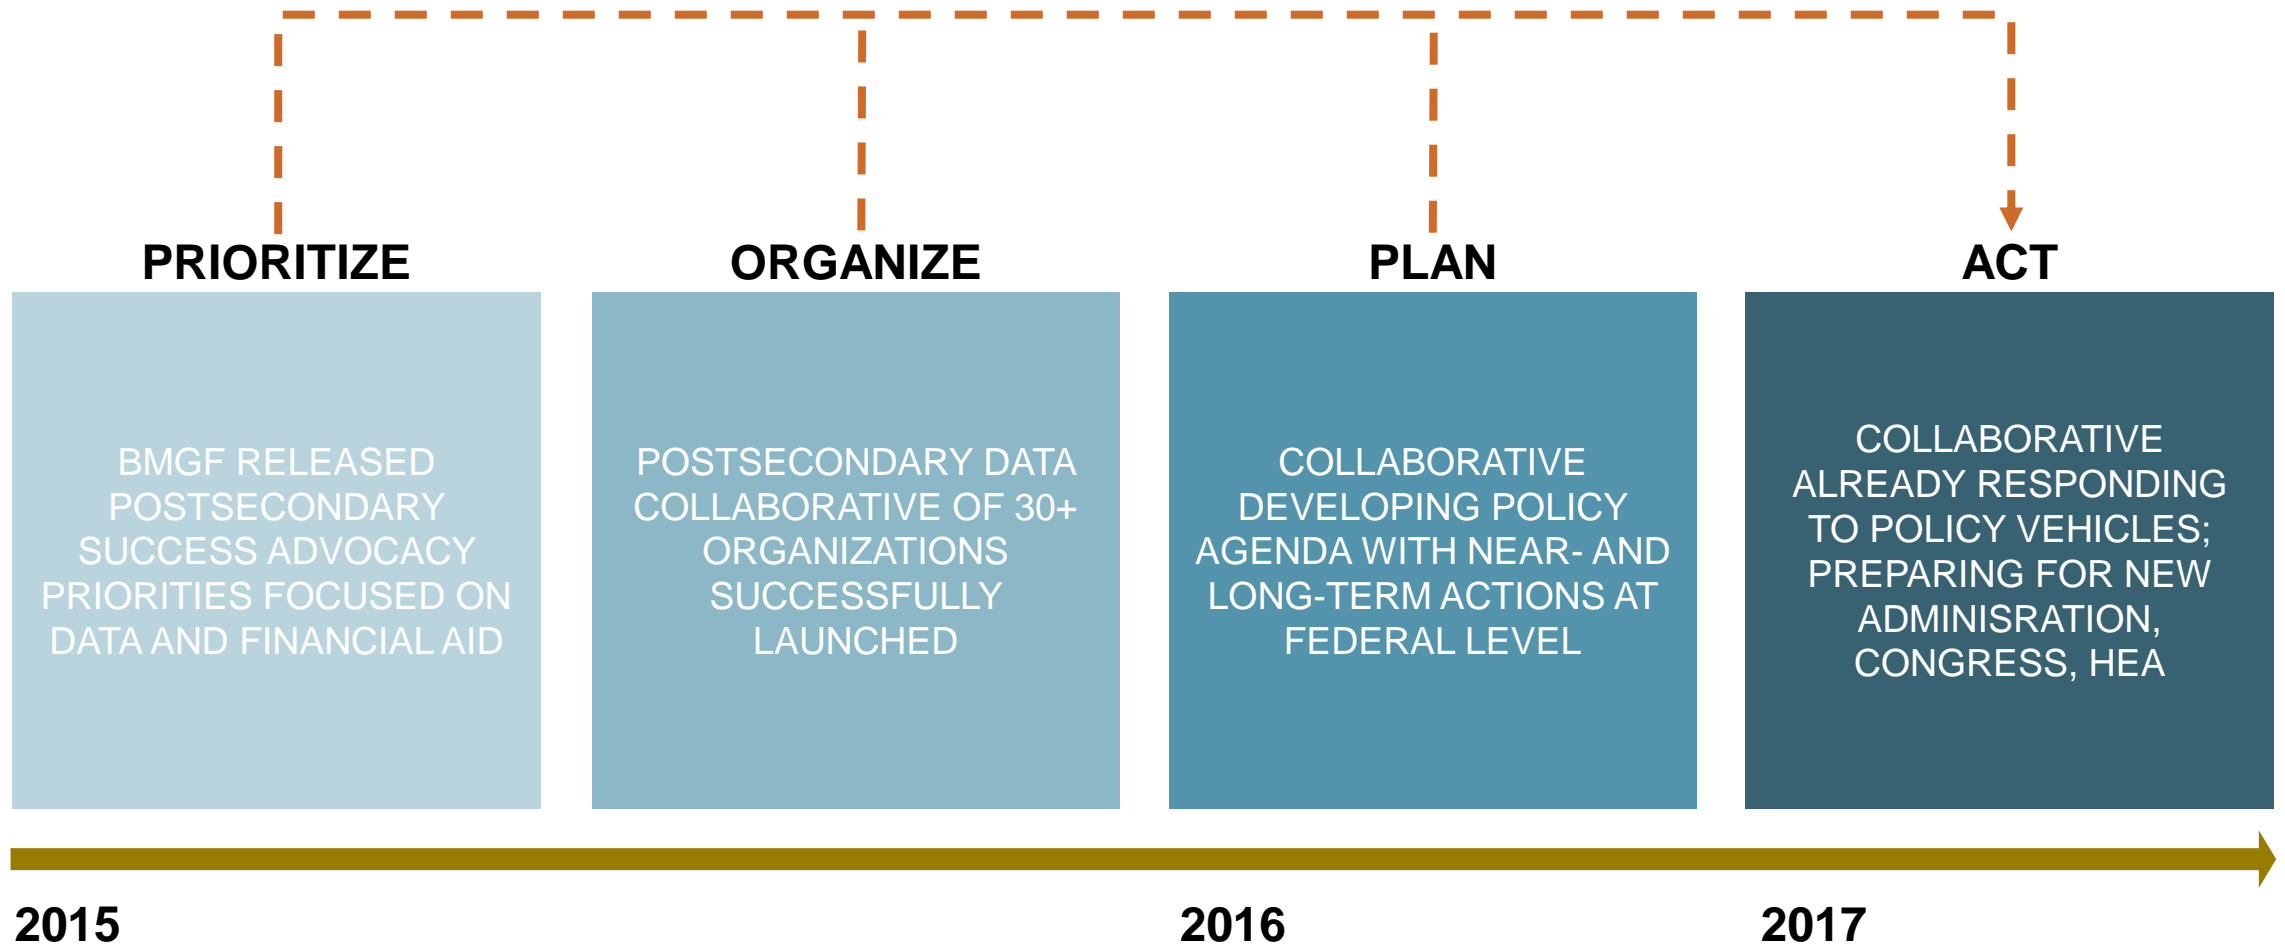 PRIORITIZE
BMGF RELEASED
POSTSECONDARY
SUCCESS ADVOCACY
PRIORITIES FOCUSED ON
DATA AND FINANCIAL AID
ORGANIZE
POSTSECONDARY DATA
COLLABORATIVE OF 30+
ORGANIZATIONS
SUCCESSFULLY
LAUNCHED
PLAN
COLLABORATIVE
DEVELOPING POLICY
AGENDA WITH NEAR- AND
LONG-TERM ACTIONS AT
FEDERAL LEVEL
ACT
COLLABORATIVE
ALREADY RESPONDING
TO POLICY VEHICLES;
PREPARING FOR NEW
ADMINISRATION,
CONGRESS, HEA
2015
2016
2017